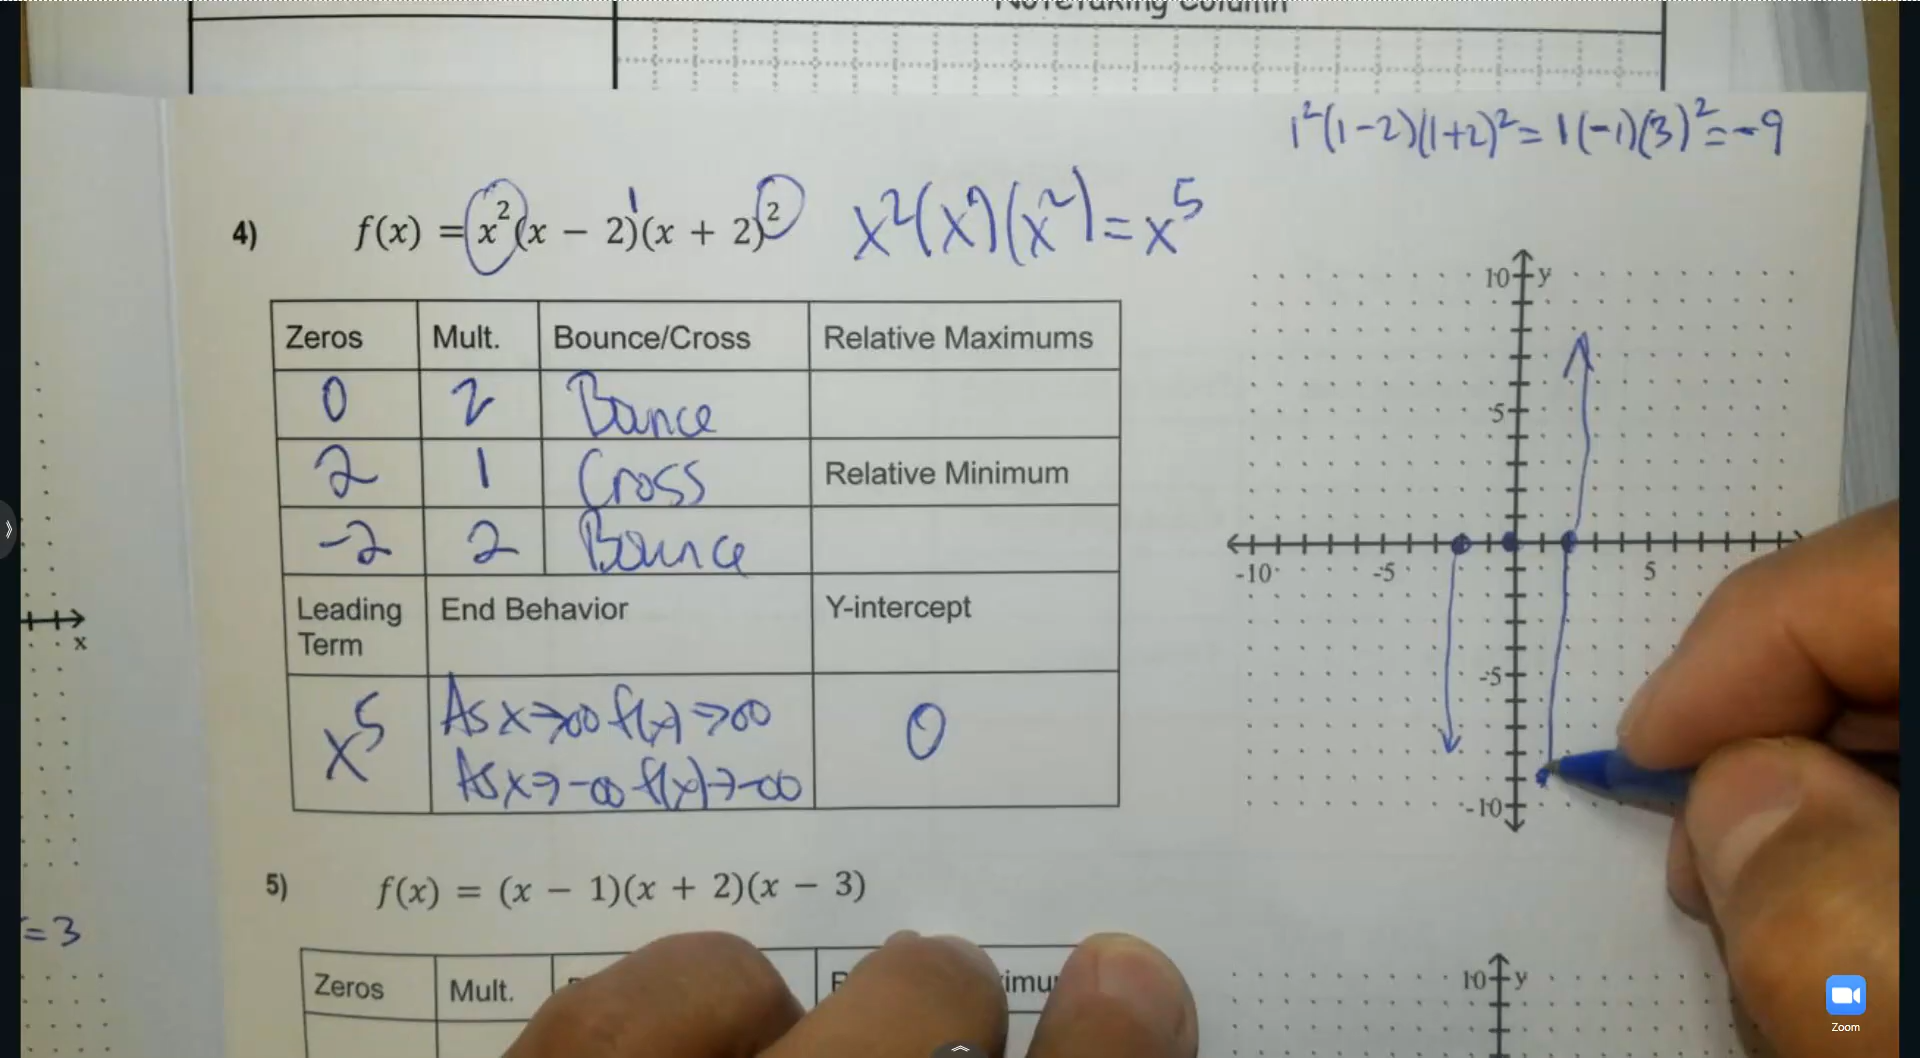 NoteTaking Column
1²(1-2)(1+2)²=1(-1)(3)²=-9
4) f(x) = x²(x − 2)¹(x + 2)² x²(x¹)(x²)=x⁵
Zeros Mult. Bounce/Cross Relative Maximums
0 2 Bounce
2 1 Cross Relative Minimum
-2 2 Bounce
Leading Term End Behavior Y-intercept
x⁵ As x→∞ f(x)→∞ 0
As x→-∞ f(x)→-∞
10 y
5
-10 -5 5
-5
-10
x
=3
5) f(x) = (x − 1)(x + 2)(x − 3)
Zeros Mult.
10 y
Zoom